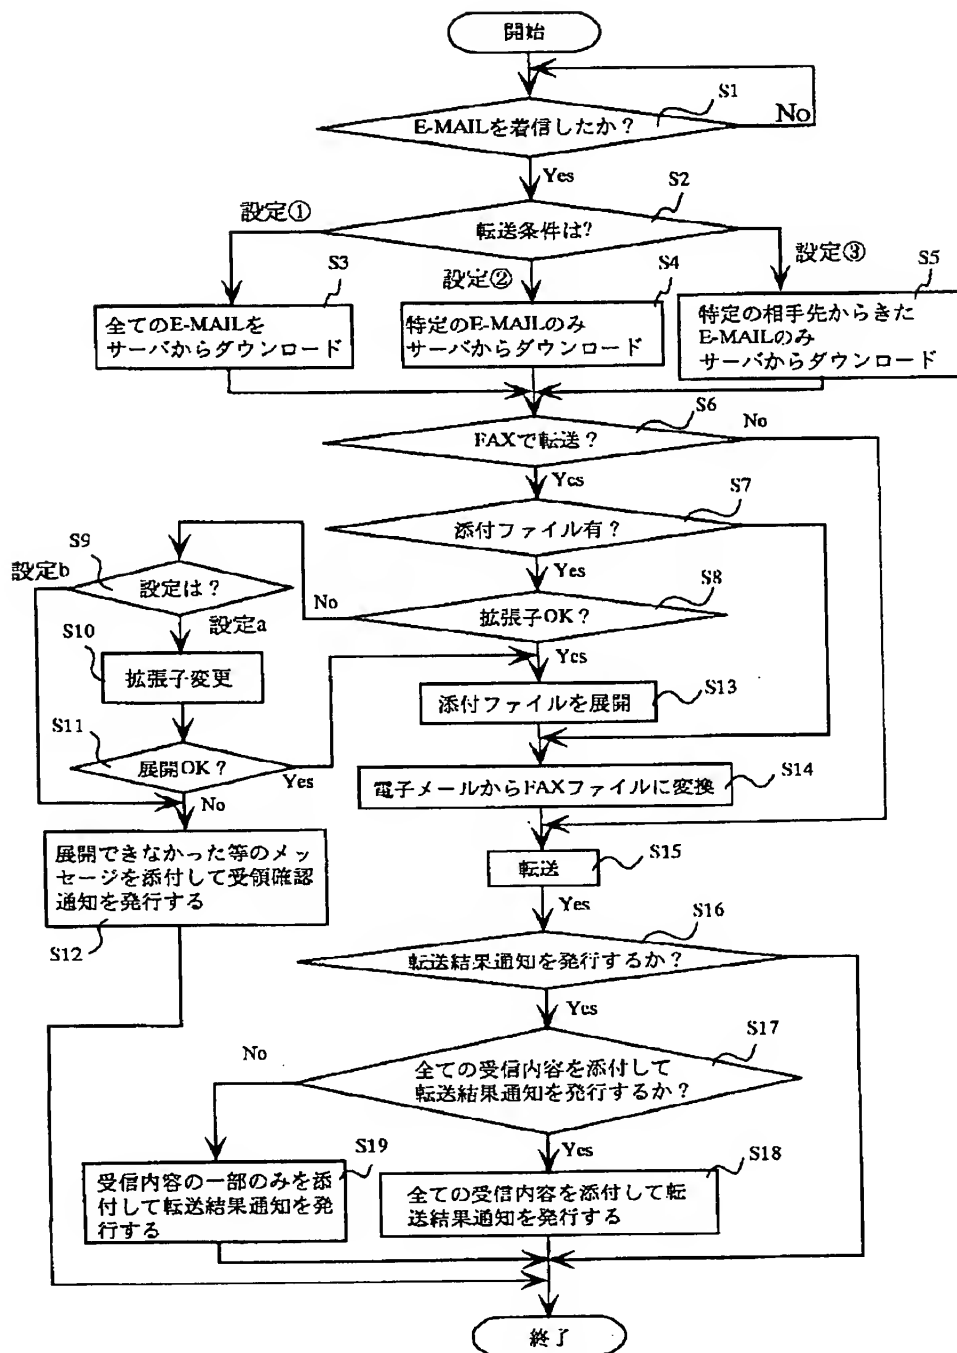 開始
S1
E-MAILを着信したか？
No
Yes
S2
設定①
転送条件は?
設定③
S3
設定②
S4
S5
全てのE-MAILを
サーバからダウンロード
特定のE-MAILのみ
サーバからダウンロード
特定の相手先からきた
E-MAILのみ
サーバからダウンロード
S6
No
FAXで転送？
Yes
S7
添付ファイル有？
S9
設定b
設定は？
Yes
S8
No
拡張子OK？
設定a
S10
Yes
拡張子変更
S13
添付ファイルを展開
S11
展開OK？
Yes
S14
電子メールからFAXファイルに変換
No
展開できなかった等のメッ
セージを添付して受領確認
通知を発行する
S15
転送
Yes
S12
S16
転送結果通知を発行するか？
Yes
S17
No
全ての受信内容を添付して
転送結果通知を発行するか？
S19
Yes
S18
受信内容の一部のみを添
付して転送結果通知を発
行する
全ての受信内容を添付して転
送結果通知を発行する
終了